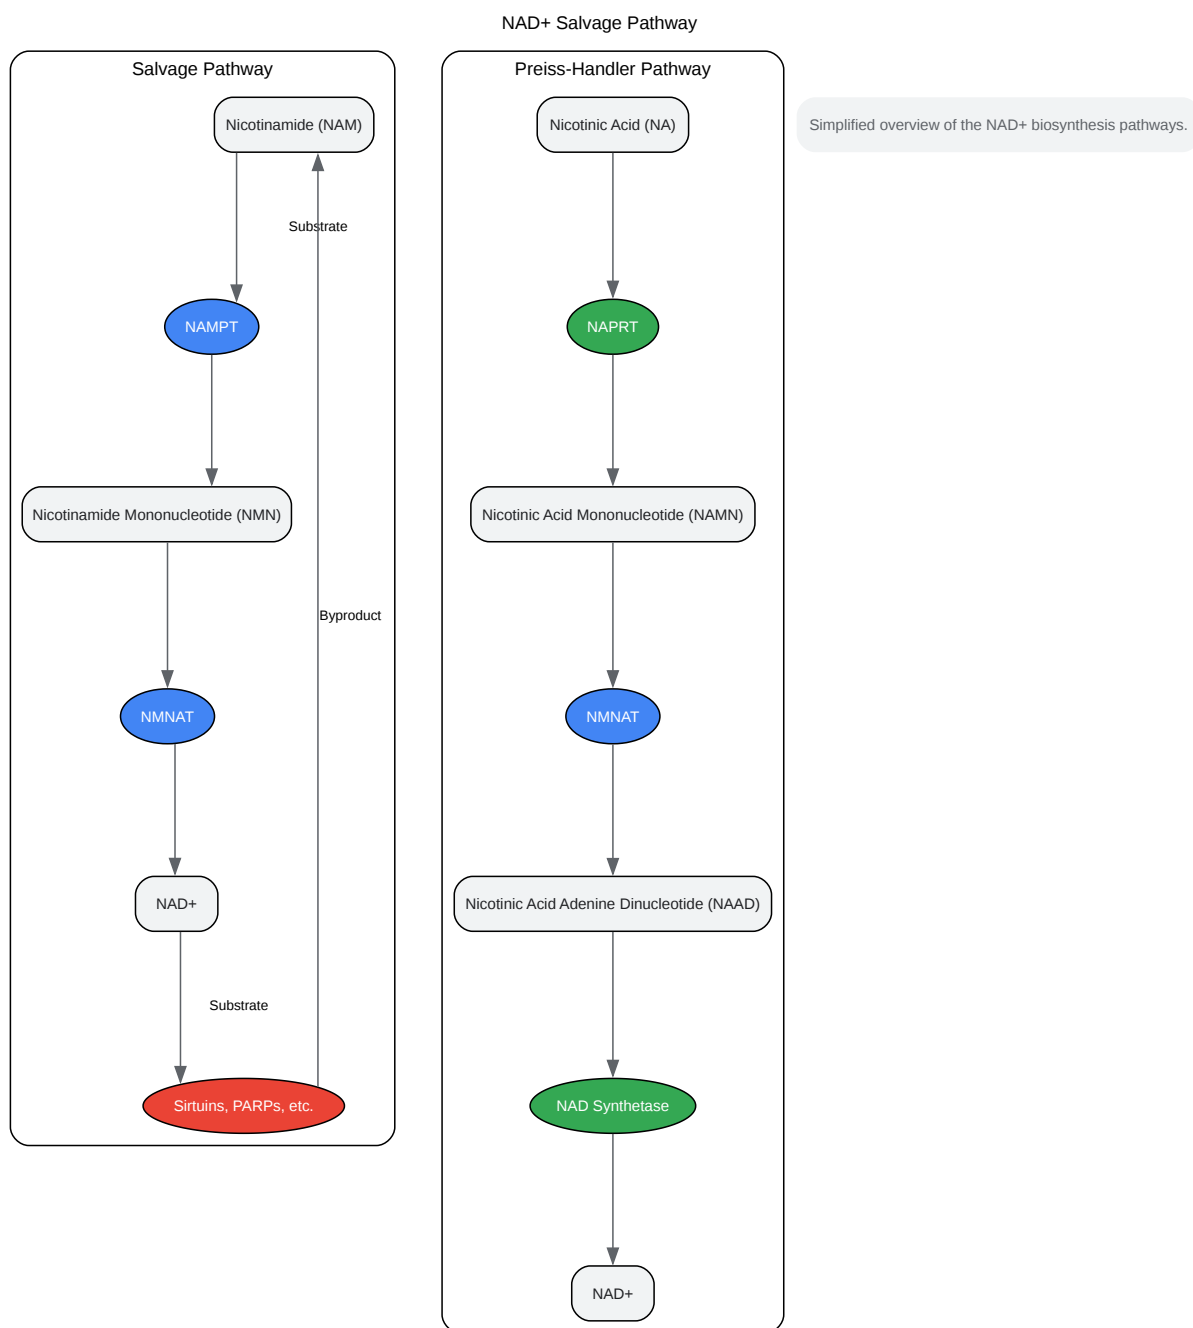 NAD+ Salvage Pathway
Salvage Pathway
Nicotinamide (NAM)
Substrate
NAMPT
Nicotinamide Mononucleotide (NMN)
Byproduct
NMNAT
NAD+
Substrate
Sirtuins, PARPs, etc.
Preiss-Handler Pathway
Nicotinic Acid (NA)
NAPRT
Nicotinic Acid Mononucleotide (NAMN)
NMNAT
Nicotinic Acid Adenine Dinucleotide (NAAD)
NAD Synthetase
NAD+
Simplified overview of the NAD+ biosynthesis pathways.